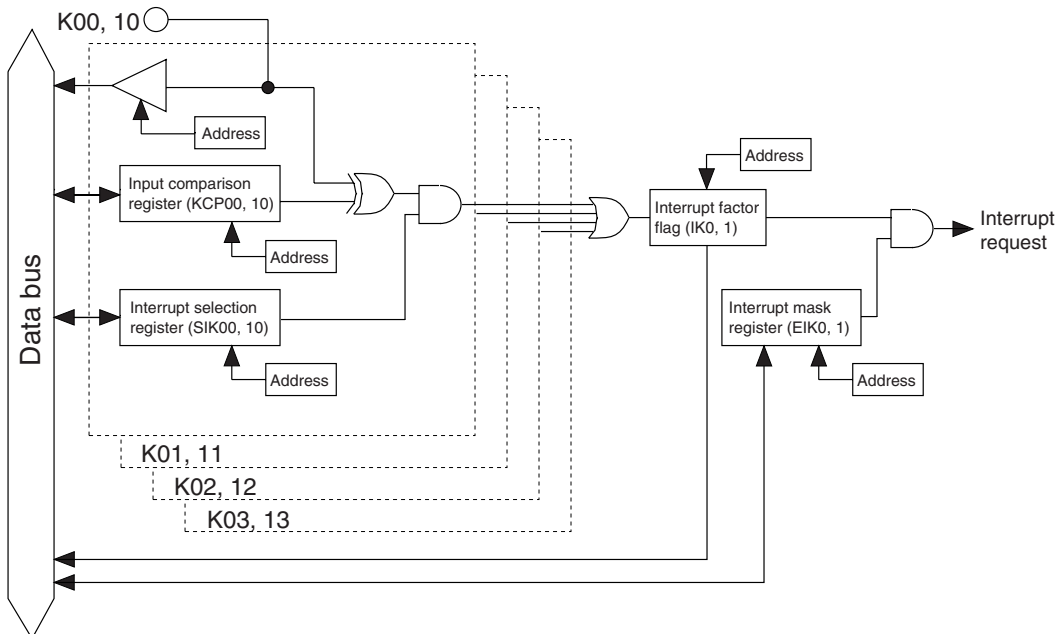 K00, 10
Address
Address
Input comparison
register (KCP00, 10)
Interrupt factor
flag (IK0, 1)
Interrupt
request
Address
Data bus
Interrupt selection
register (SIK00, 10)
Interrupt mask
register (EIK0, 1)
Address
Address
K01, 11
K02, 12
K03, 13